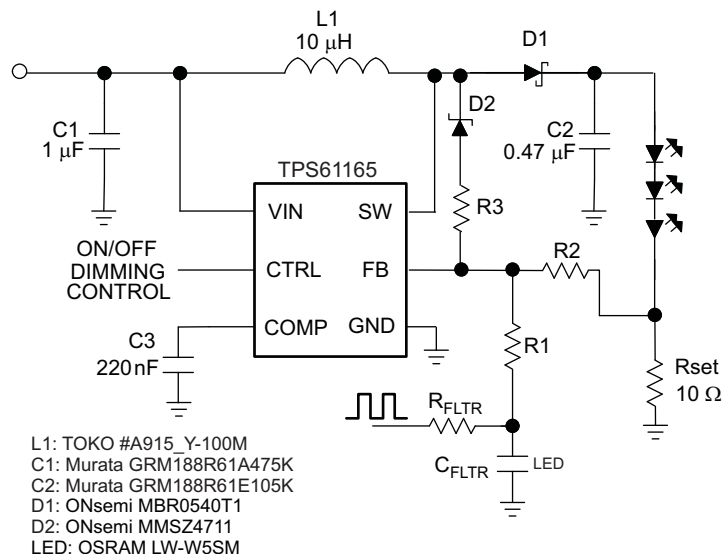 L1
10 μH
D1
D2
C1
1 μF
C2
0.47 μF
TPS61165
VIN
SW
R3
ON/OFF
DIMMING
CONTROL
CTRL
FB
R2
COMP
GND
C3
220nF
R1
Rset
10 Ω
RFLTR
CFLTR
LED
L1: TOKO #A915_Y-100M
C1: Murata GRM188R61A475K
C2: Murata GRM188R61E105K
D1: ONsemi MBR0540T1
D2: ONsemi MMSZ4711
LED: OSRAM LW-W5SM